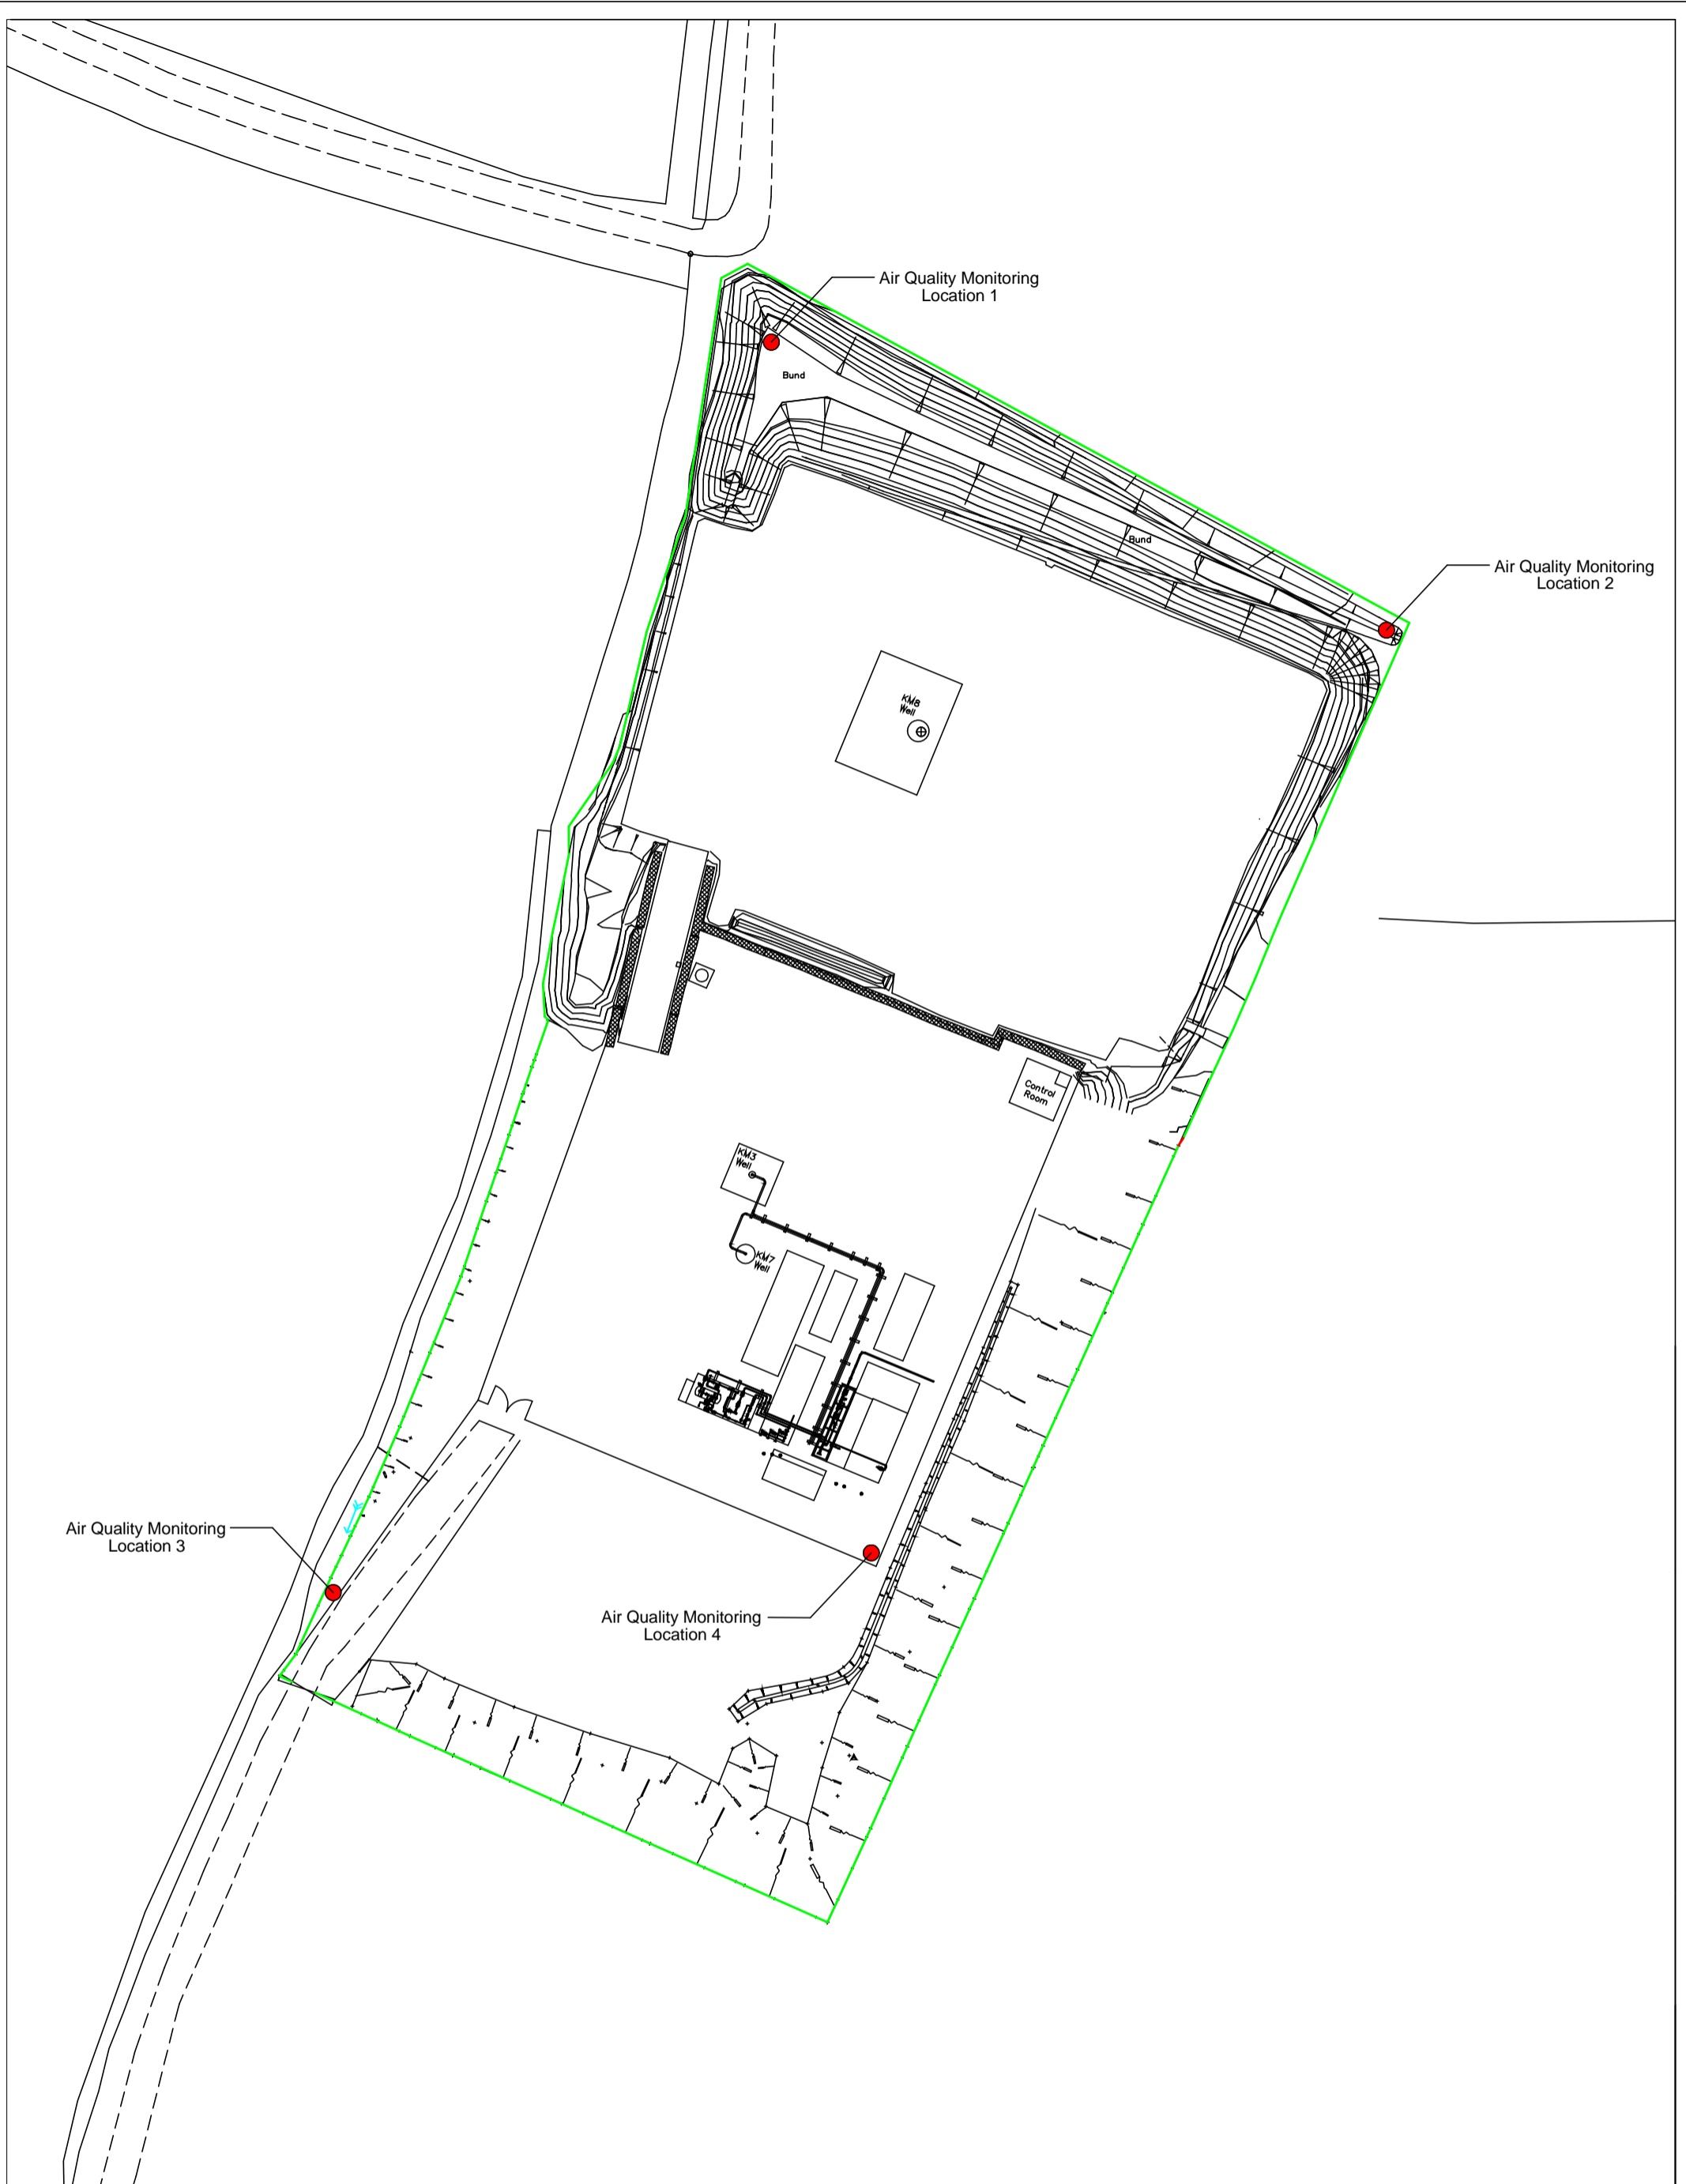 Air Quality Monitoring
Location 1
Bund
Bund
Air Quality Monitoring
Location 2
KM8
Well
Control
Room
KM3
Well
KM7
Well
Air Quality Monitoring
Location 3
Air Quality Monitoring
Location 4